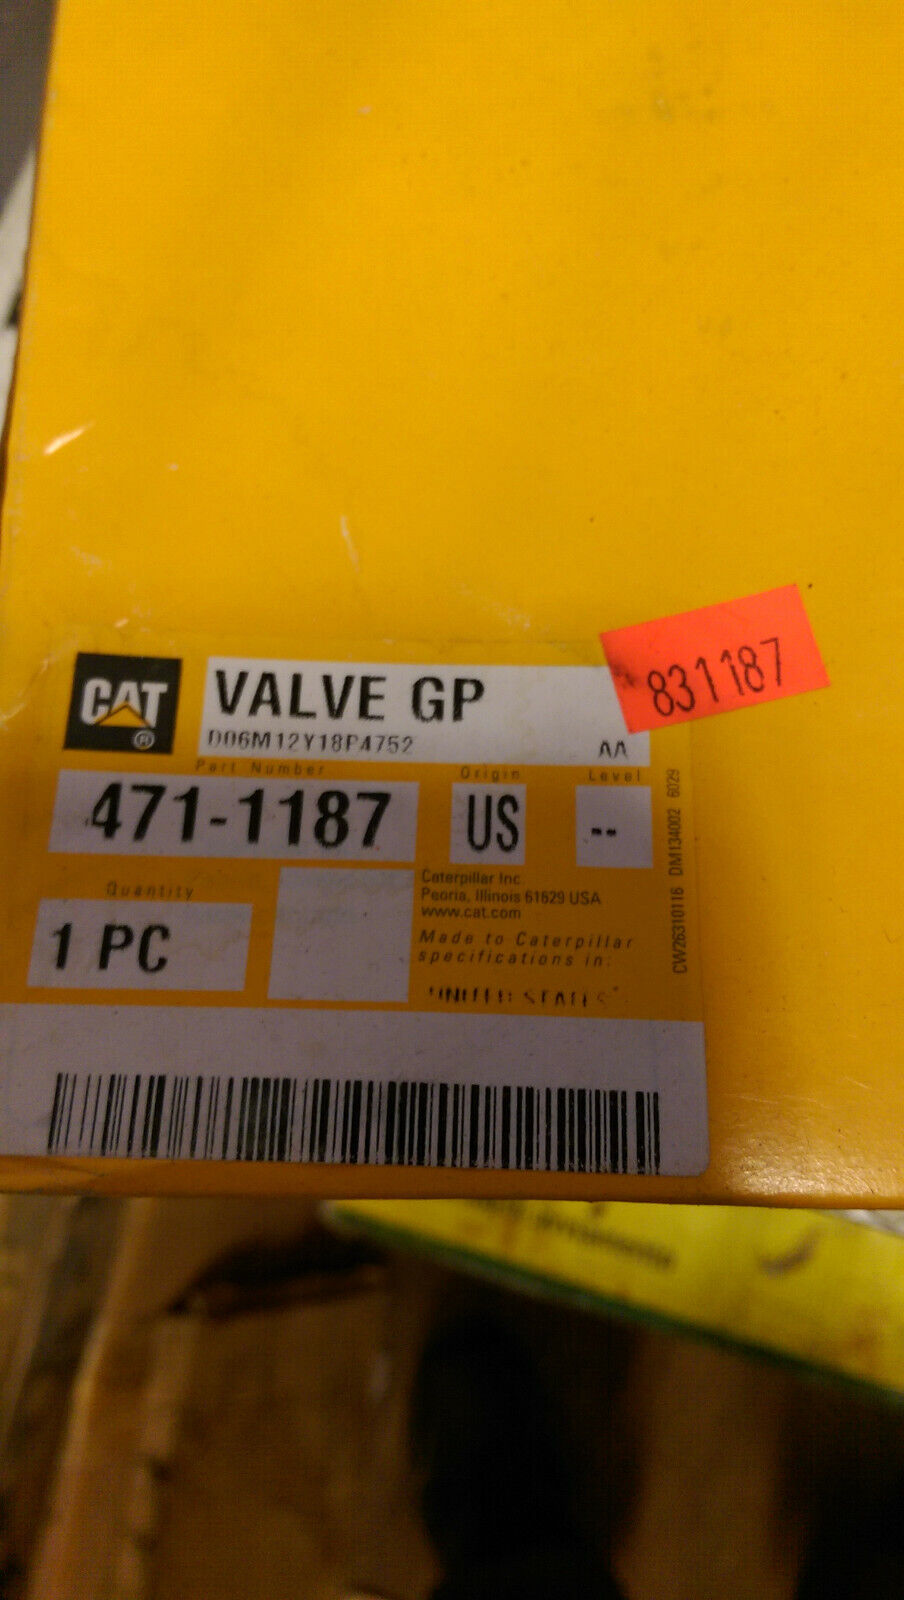 CAT
®
VALVE GP
831187
D06M12Y18P4752 AA
Part Number Origin Level
471-1187 US --
Quantity
1 PC
Caterpillar Inc.
Peoria, Illinois 61629 USA
www.cat.com
Made to Caterpillar
specifications in:
"UNITED STATES"
CW26310116 DM134002 6029